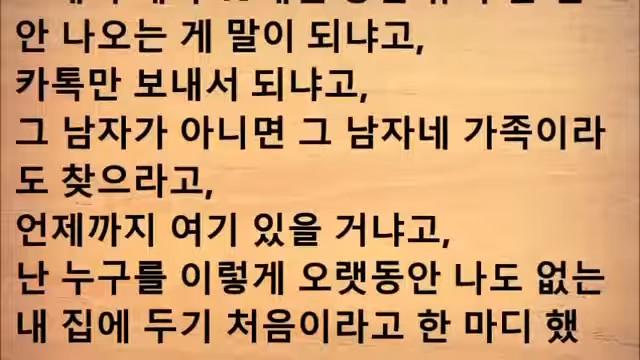 안 나오는 게 말이 되냐고,
카톡만 보내서 되냐고,
그 남자가 아니면 그 남자네 가족이라
도 찾으라고,
언제까지 여기 있을 거냐고,
난 누구를 이렇게 오랫동안 나도 없는
내 집에 두기 처음이라고 한 마디 했